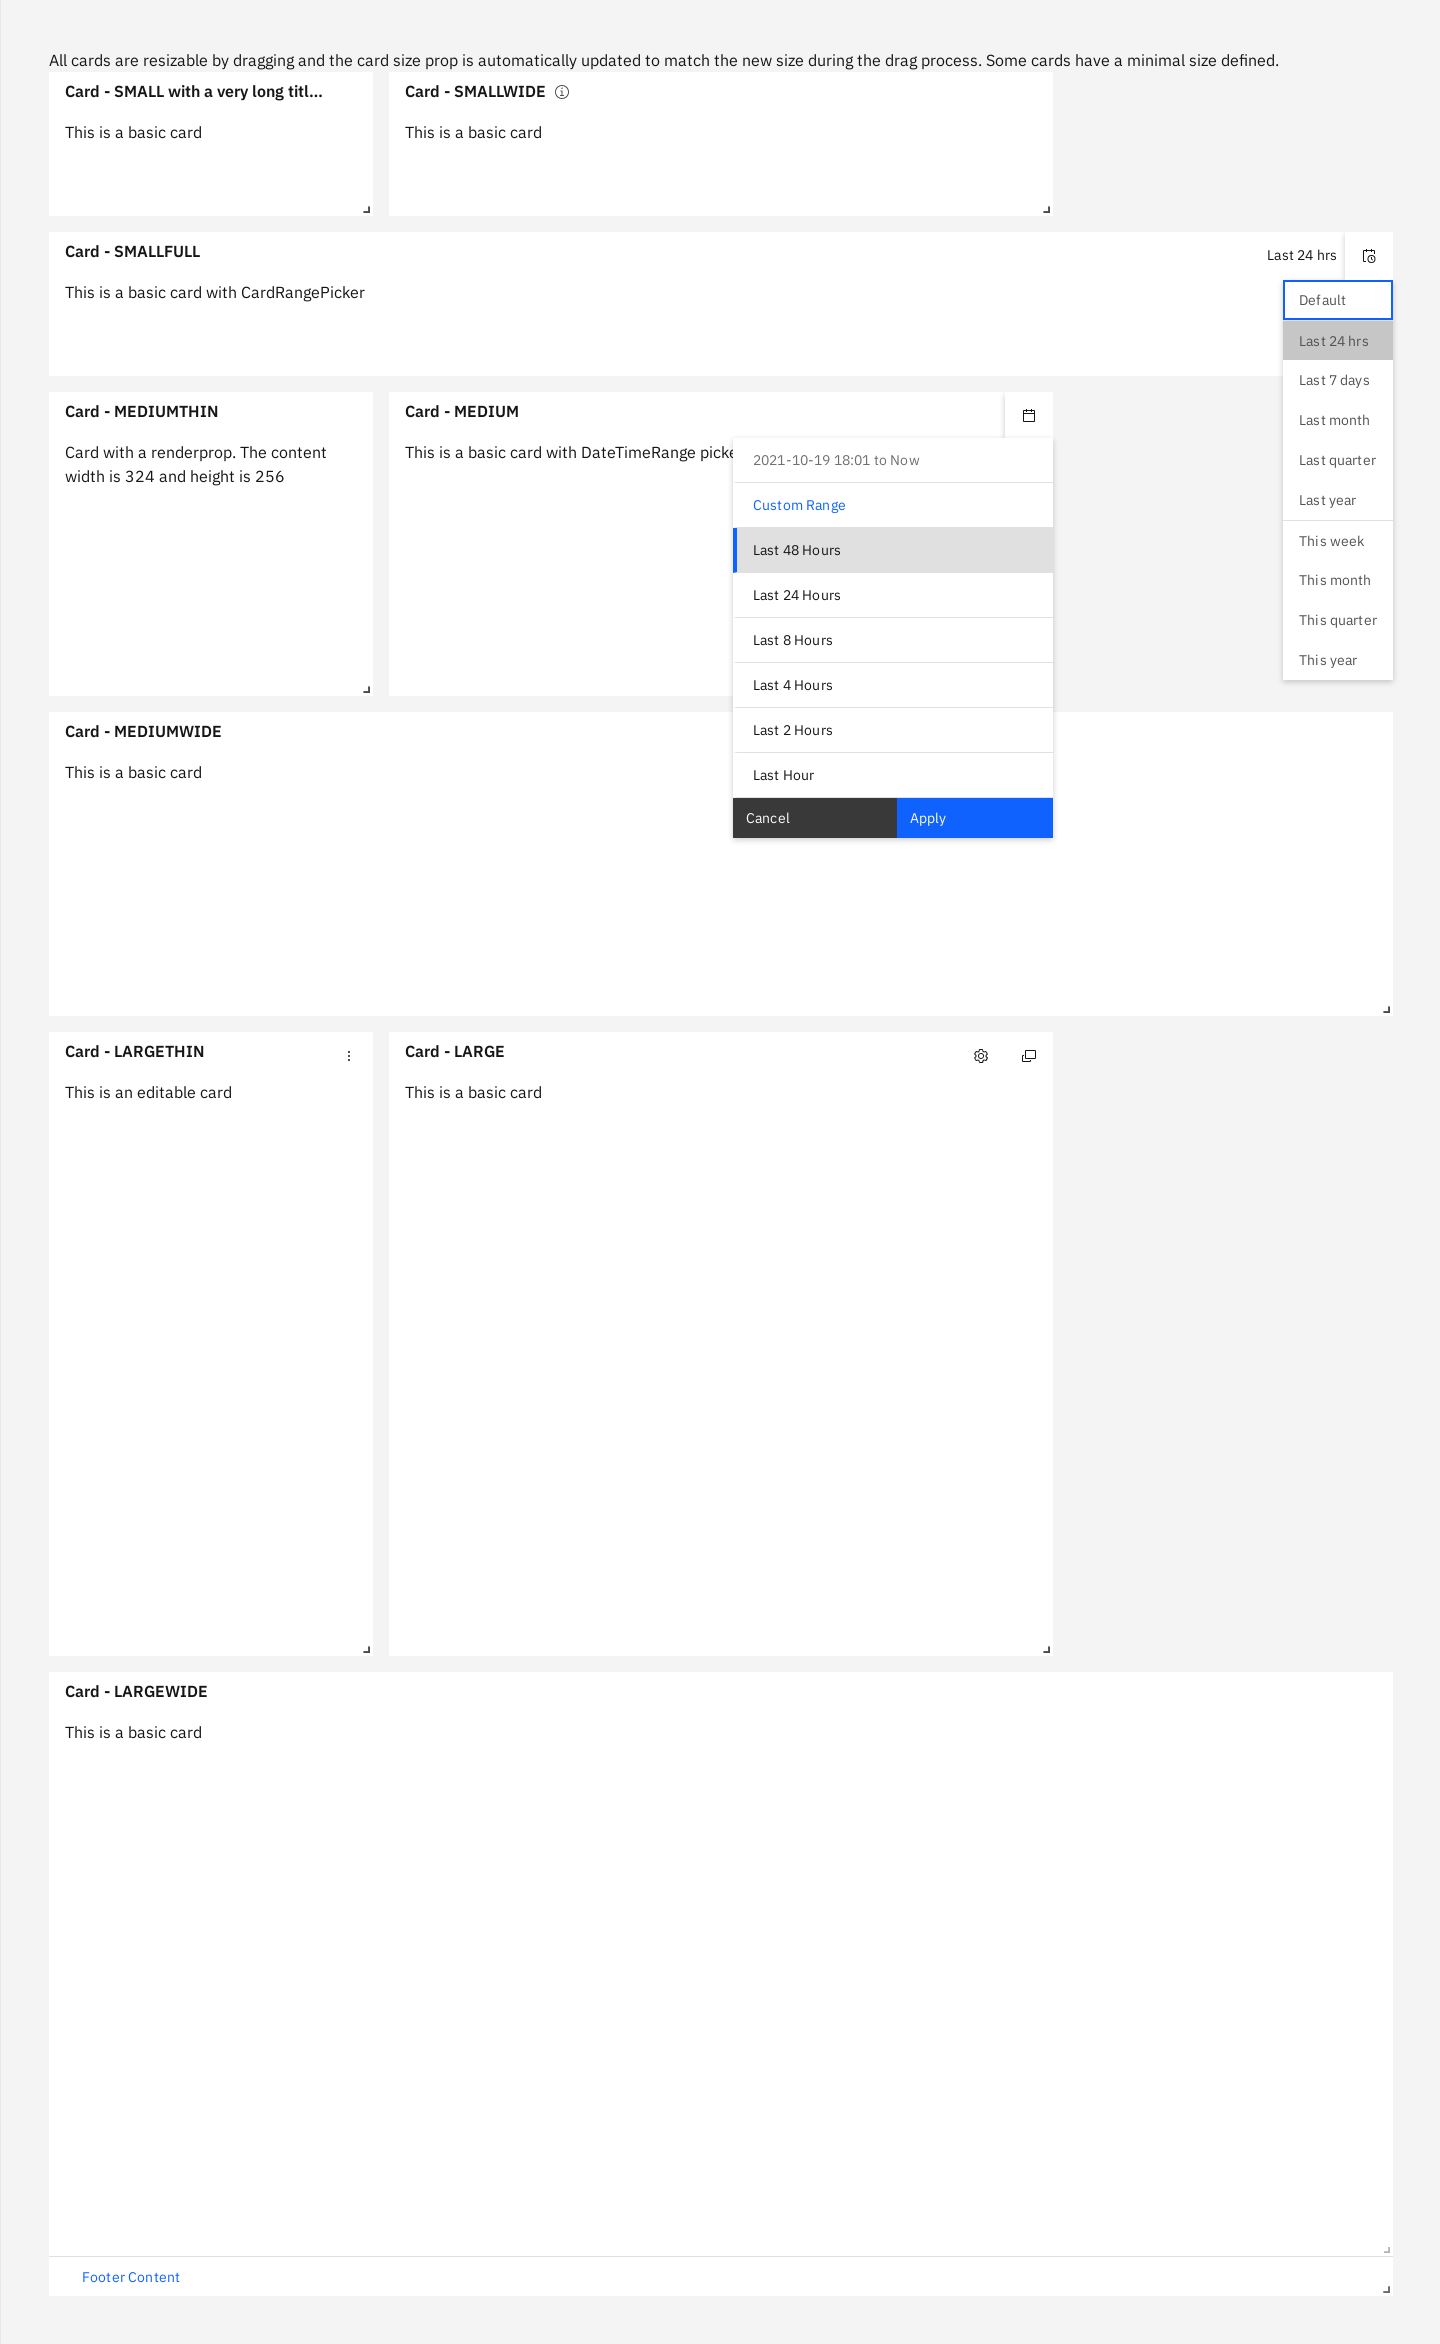 All cards are resizable by dragging and the card size prop is automatically updated to match the new size during the drag process. Some cards have a minimal size defined.
Card - SMALL with a very long titl...
This is a basic card
Card - SMALLWIDE
This is a basic card
Card - SMALLFULL
This is a basic card with CardRangePicker
Last 24 hrs
Default
Last 24 hrs
Last 7 days
Last month
Last quarter
Last year
This week
This month
This quarter
This year
Card - MEDIUMTHIN
Card with a renderprop. The content
width is 324 and height is 256
Card - MEDIUM
This is a basic card with DateTimeRange picke
2021-10-19 18:01 to Now
Custom Range
Last 48 Hours
Last 24 Hours
Last 8 Hours
Last 4 Hours
Last 2 Hours
Last Hour
Cancel
Apply
Card - MEDIUMWIDE
This is a basic card
Card - LARGETHIN
This is an editable card
Card - LARGE
This is a basic card
Card - LARGEWIDE
This is a basic card
Footer Content